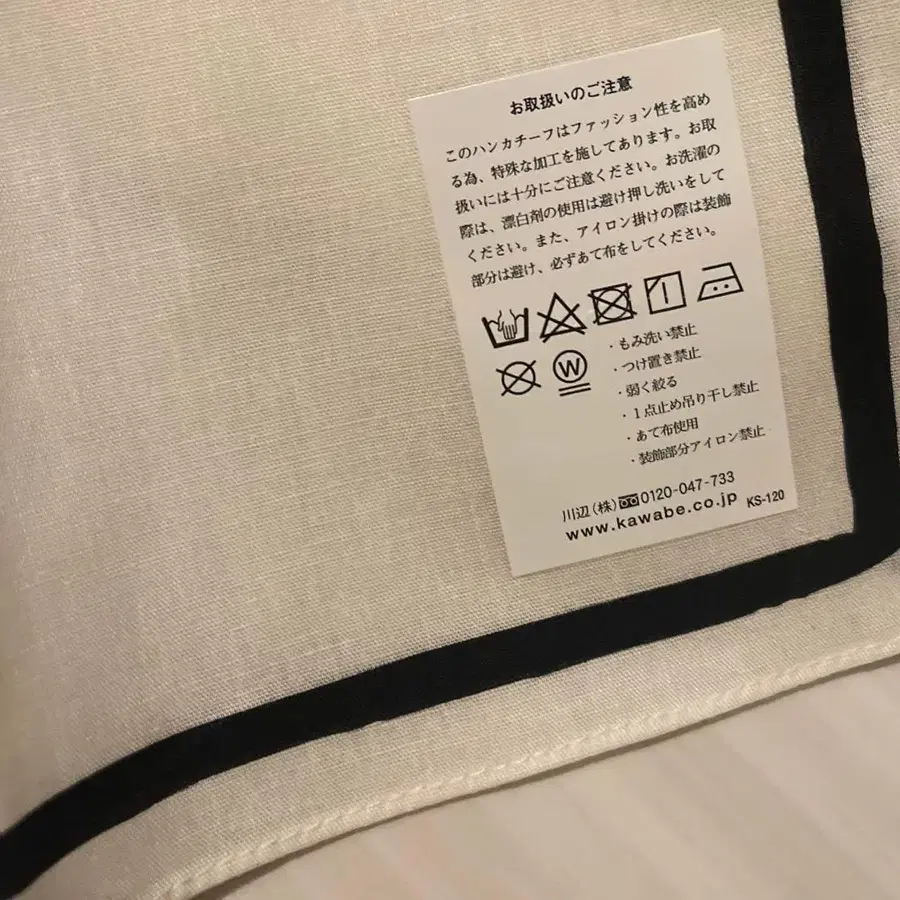 お取扱いのご注意
このハンカチーフはファッション性を高め
る為、特殊な加工を施してあります。お取
扱いには十分にご注意ください。お洗濯の
際は、漂白剤の使用は避け押し洗いをして
ください。また、アイロン掛けの際は装飾
部分は避け、必ずあて布をしてください。
W
・もみ洗い禁止
・つけ置き禁止
・弱く絞る
・1点止め吊り干し禁止
・あて布使用
・装飾部分アイロン禁止
川辺(株)0120-047-733
www.kawabe.co.jp KS-120